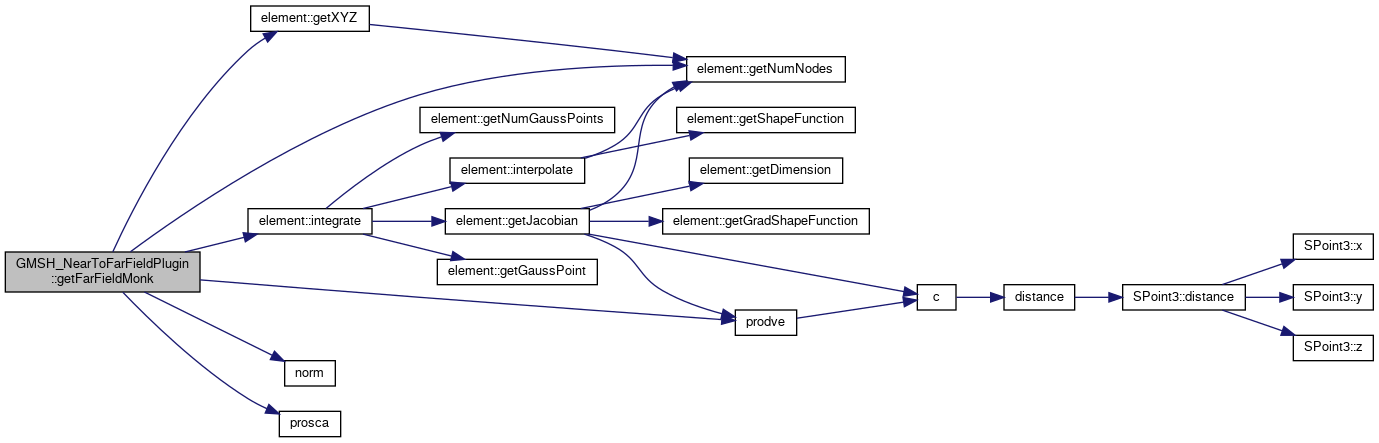 element::getXYZ
element::getNumNodes
element::getNumGaussPoints
element::getShapeFunction
element::interpolate
element::getDimension
element::integrate
element::getJacobian
element::getGradShapeFunction
GMSH_NearToFarFieldPlugin
::getFarFieldMonk
element::getGaussPoint
SPoint3::x
c
distance
SPoint3::distance
SPoint3::y
prodve
SPoint3::z
norm
prosca